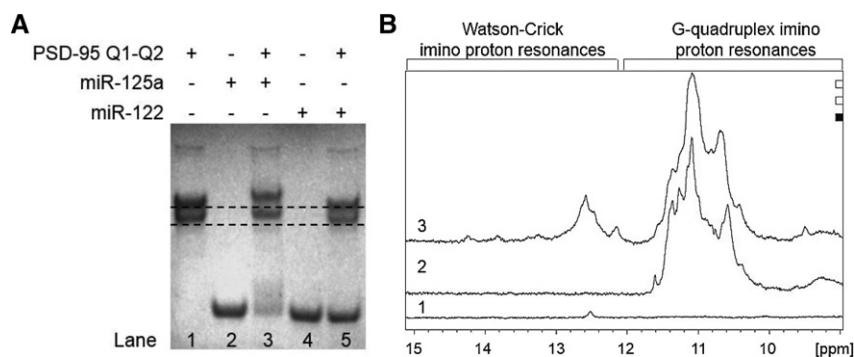 A
PSD-95 Q1-Q2 + - + - +
miR-125a - + + - -
miR-122 - - - + +
Lane 1 2 3 4 5
B
Watson-Crick
imino proton resonances
G-quadruplex imino
proton resonances
3
2
1
15 14 13 12 11 10 [ppm]